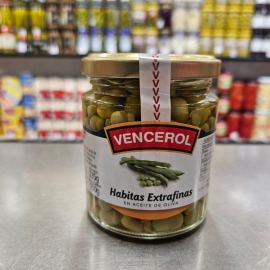 VENCEROL
Habitas Extrafinas
EN ACEITE DE OLIVA